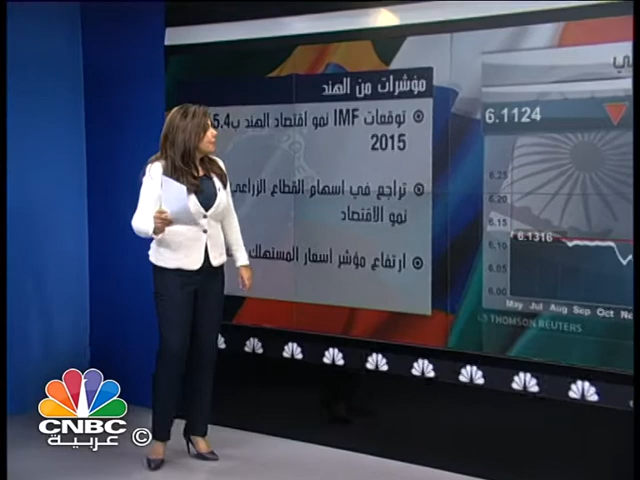 مؤشرات من الهند
توقعات IMF نمو اقتصاد الهند ب5.4
2015
تراجع في اسهام القطاع الزراعي
نمو الاقتصاد
ارتفاع مؤشر اسعار المستهلك
6.1124
6.25
6.20
6.15
6.10
6.1316
6.05
6.00
May Jul Aug Sep Oct
THOMSON REUTERS
CNBC
عربية ©